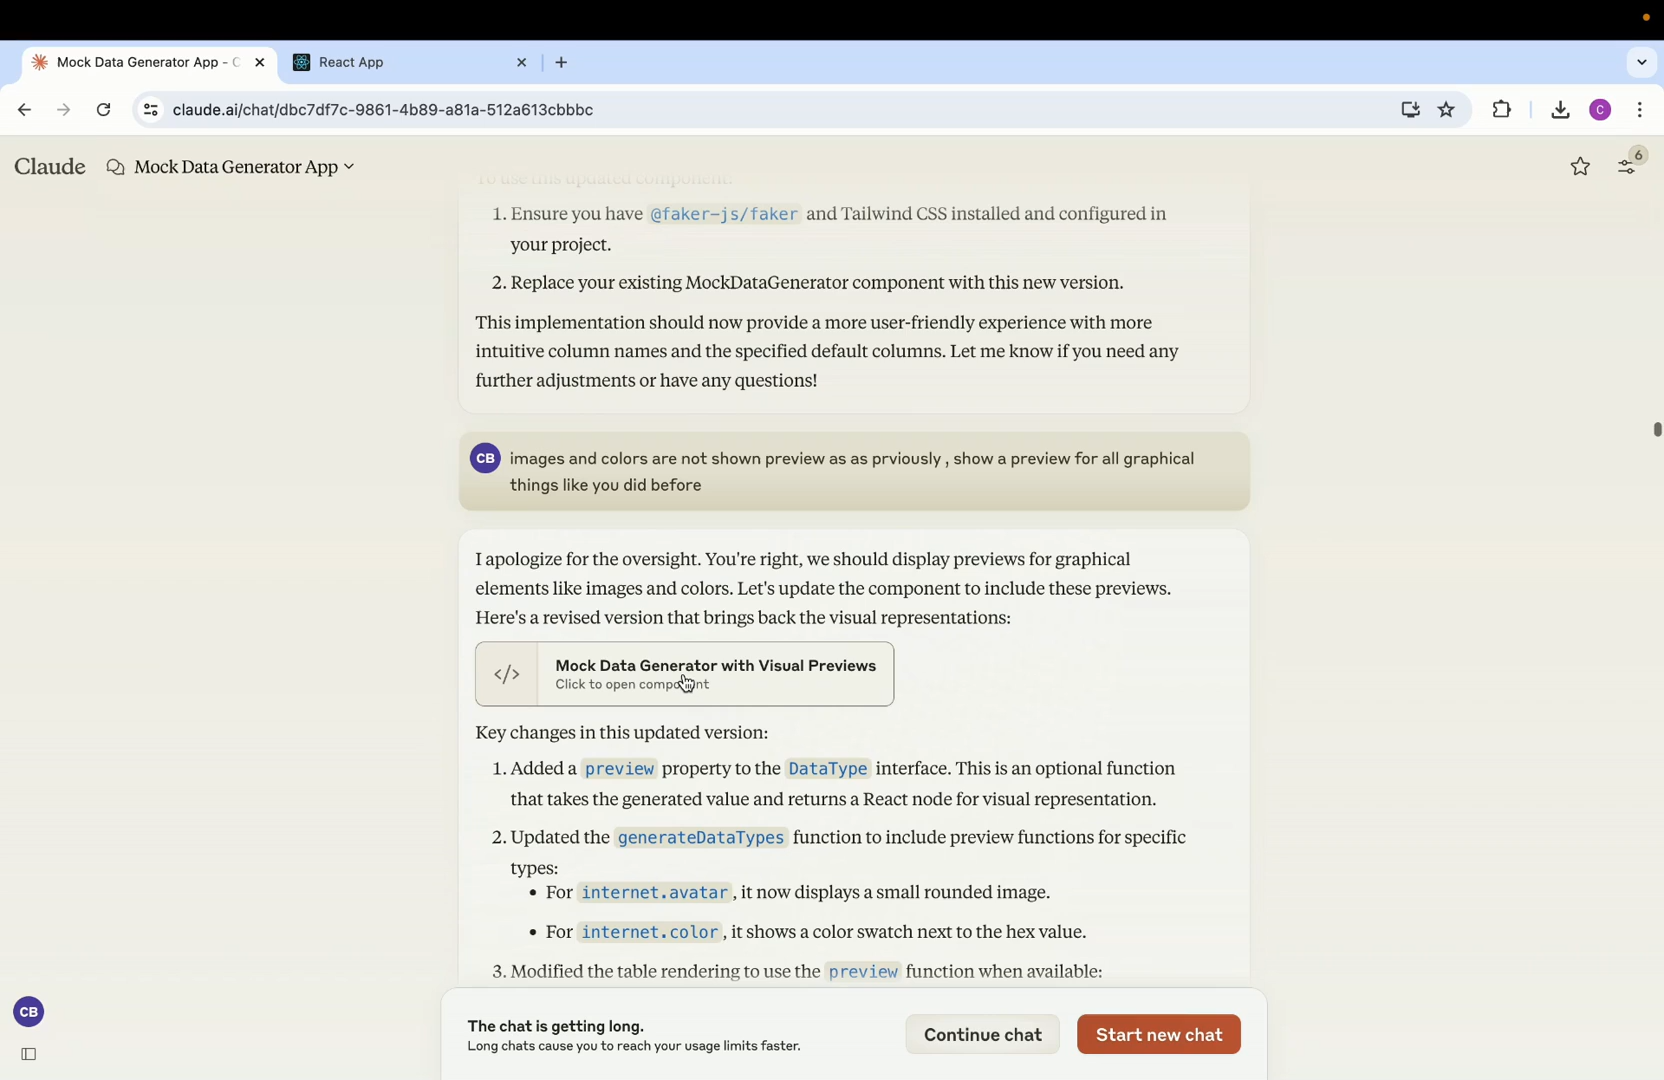 Mock Data Generator App - C
React App
claude.ai/chat/dbc7df7c-9861-4b89-a81a-512a613cbbbc
C
Claude
Mock Data Generator App
6
To use this updated component:
1. Ensure you have @faker-js/faker and Tailwind CSS installed and configured in
your project.
2. Replace your existing MockDataGenerator component with this new version.
This implementation should now provide a more user-friendly experience with more
intuitive column names and the specified default columns. Let me know if you need any
further adjustments or have any questions!
CB
images and colors are not shown preview as as prviously , show a preview for all graphical
things like you did before
I apologize for the oversight. You're right, we should display previews for graphical
elements like images and colors. Let's update the component to include these previews.
Here's a revised version that brings back the visual representations:
</>
Mock Data Generator with Visual Previews
Click to open component
Key changes in this updated version:
1. Added a preview property to the DataType interface. This is an optional function
that takes the generated value and returns a React node for visual representation.
2. Updated the generateDataTypes function to include preview functions for specific
types:
• For internet.avatar, it now displays a small rounded image.
• For internet.color, it shows a color swatch next to the hex value.
3. Modified the table rendering to use the preview function when available:
CB
The chat is getting long.
Long chats cause you to reach your usage limits faster.
Continue chat
Start new chat